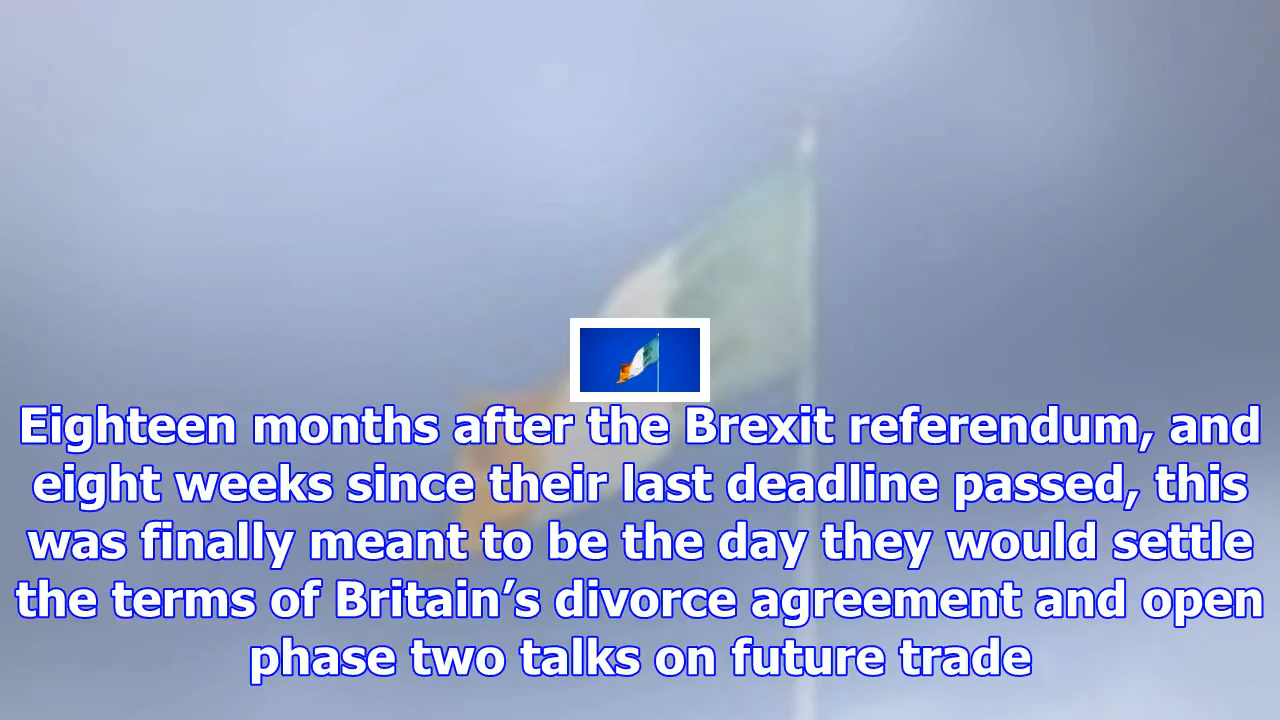 Eighteen months after the Brexit referendum, and
eight weeks since their last deadline passed, this
was finally meant to be the day they would settle
the terms of Britain’s divorce agreement and open
phase two talks on future trade